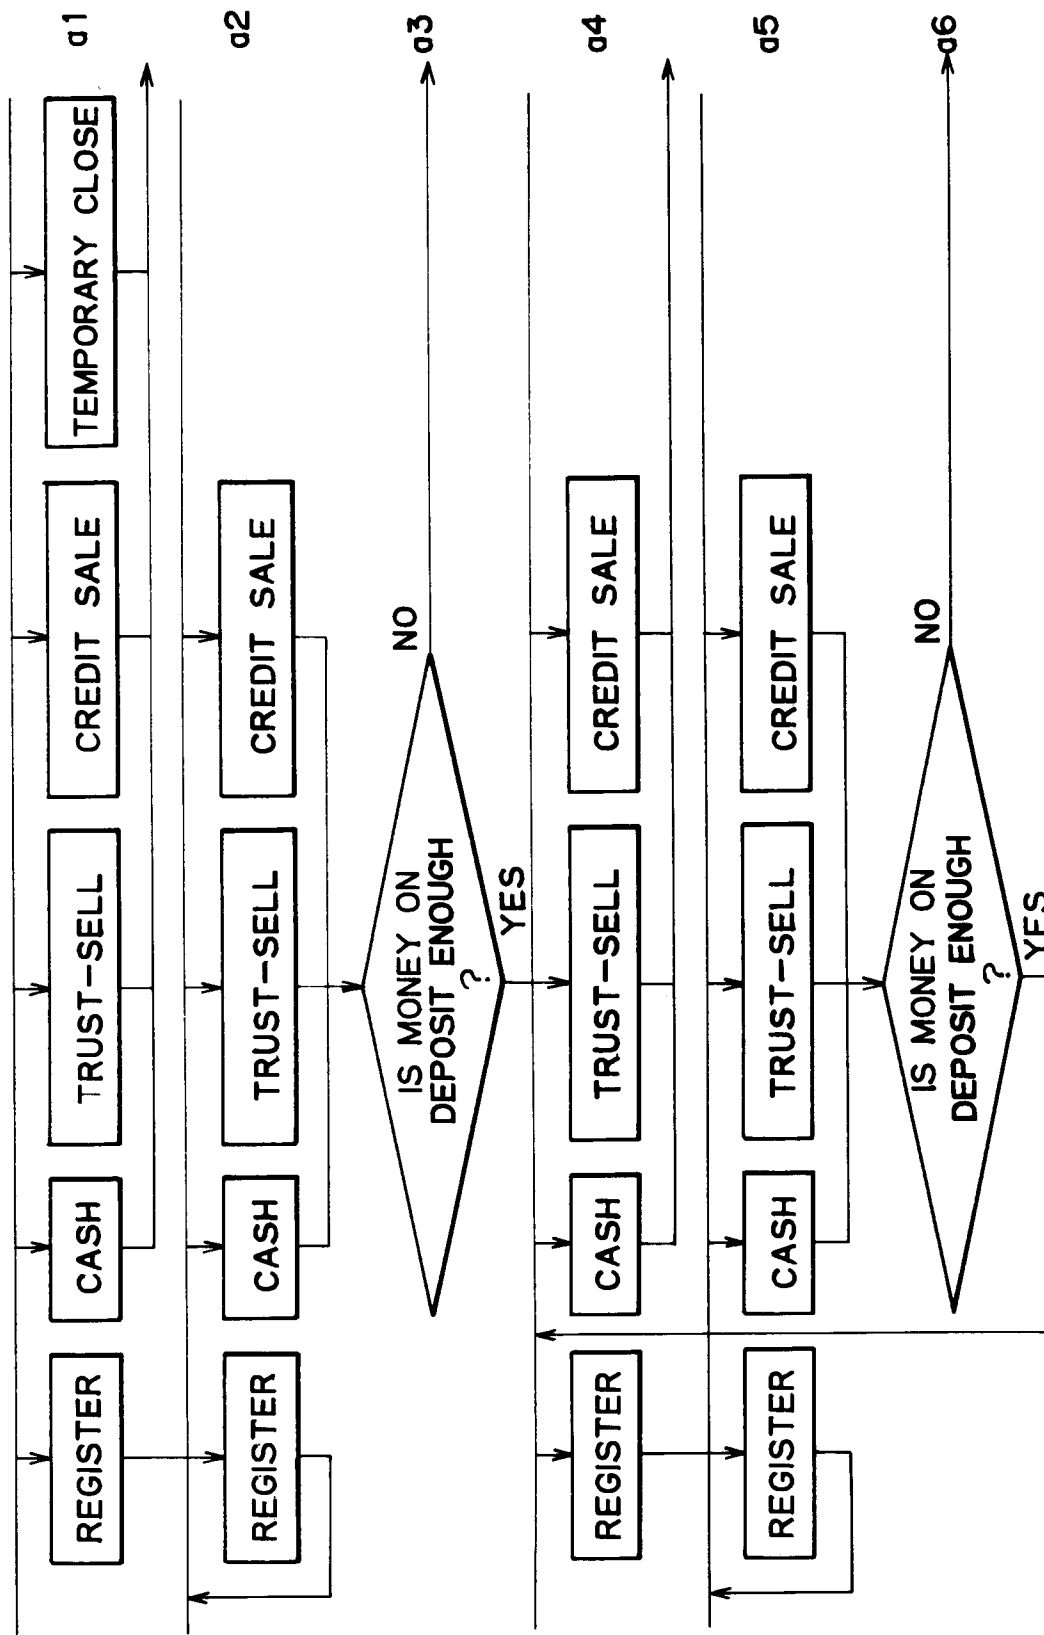 REGISTER
CASH
TRUST-SELL
CREDIT SALE
TEMPORARY CLOSE
a1
REGISTER
CASH
TRUST-SELL
CREDIT SALE
a2
IS MONEY ON
DEPOSIT ENOUGH
?
NO
YES
a3
REGISTER
CASH
TRUST-SELL
CREDIT SALE
a4
REGISTER
CASH
TRUST-SELL
CREDIT SALE
a5
IS MONEY ON
DEPOSIT ENOUGH
?
NO
YES
a6